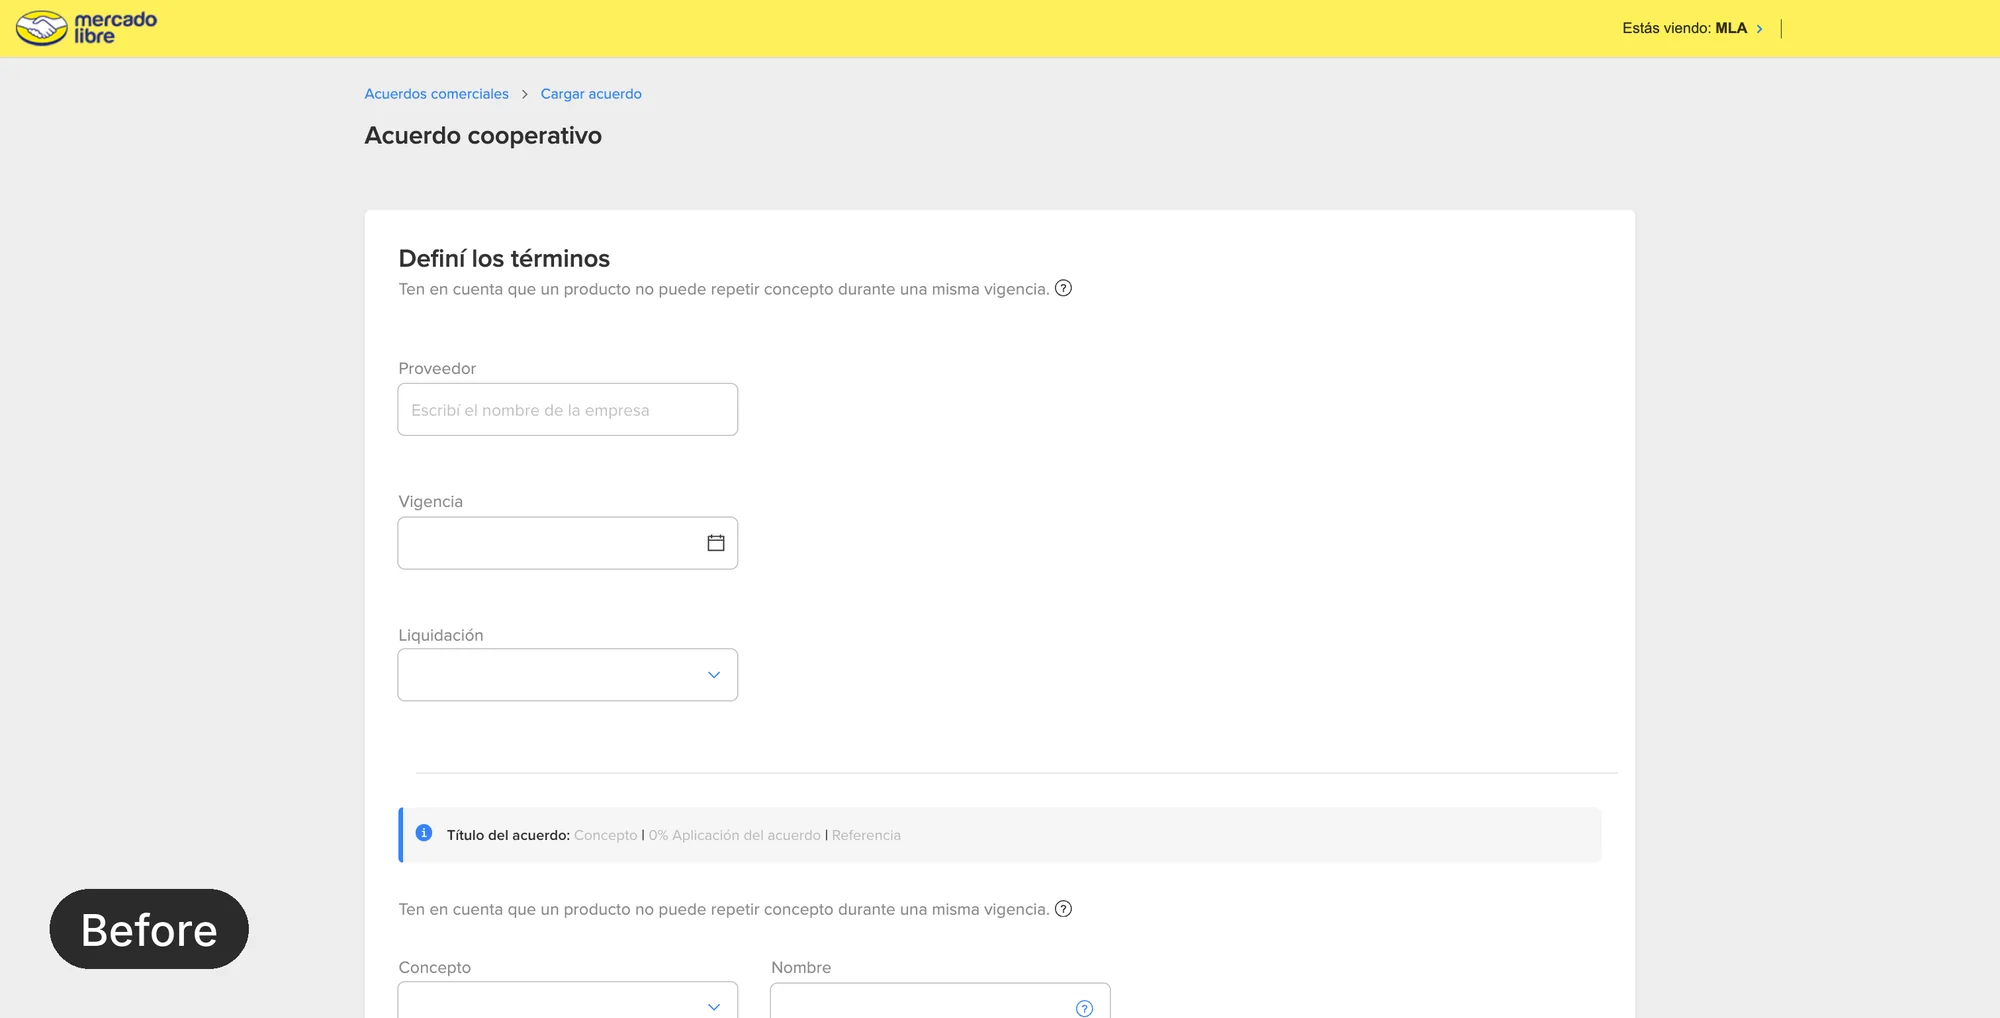 mercado
libre
Estás viendo: MLA
Acuerdos comerciales > Cargar acuerdo
Acuerdo cooperativo
Definí los términos
Ten en cuenta que un producto no puede repetir concepto durante una misma vigencia. ?
Proveedor
Escribí el nombre de la empresa
Vigencia
Liquidación
Título del acuerdo: Concepto | 0% Aplicación del acuerdo | Referencia
Ten en cuenta que un producto no puede repetir concepto durante una misma vigencia. ?
Before
Concepto
Nombre